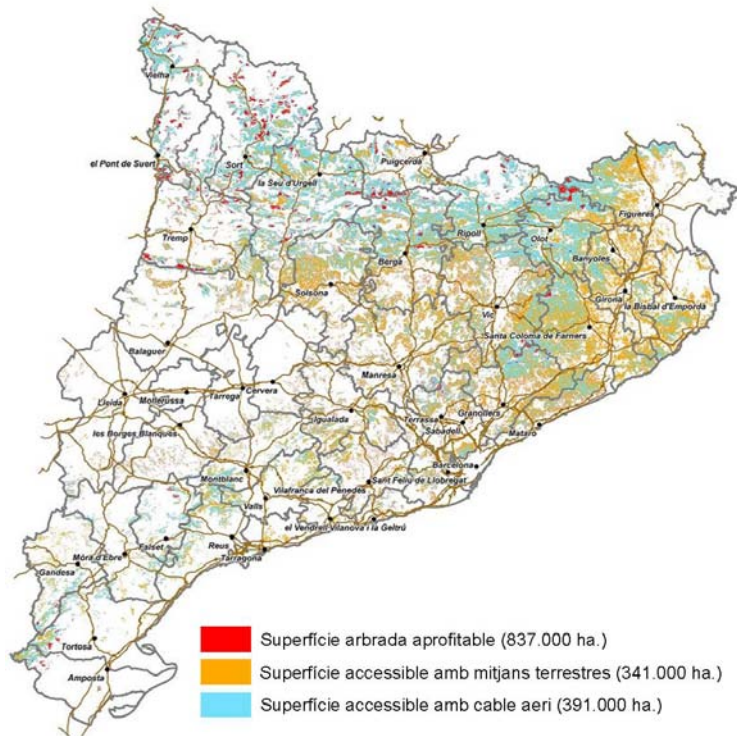 Vielha
el Pont de Suert
Sort
la Seu d'Urgell
Puigcerdà
Figueres
Tremp
Berga
Ripoll
Olot
Banyoles
Solsona
Vic
Girona
la Bisbal d'Empordà
Santa Coloma de Farners
Balaguer
Manresa
Lleida
Mollerussa
Tàrrega
Cervera
Igualada
Terrassa
Granollers
Sabadell
Mataró
les Borges Blanques
Barcelona
Montblanc
Sant Feliu de Llobregat
Vilafranca del Penedès
Valls
el Vendrell
Vilanova i la Geltrú
Móra d'Ebre
Falset
Reus
Tarragona
Gandesa
Tortosa
Amposta
Superfície arbrada aprofitable (837.000 ha.)
Superfície accessible amb mitjans terrestres (341.000 ha.)
Superfície accessible amb cable aeri (391.000 ha.)